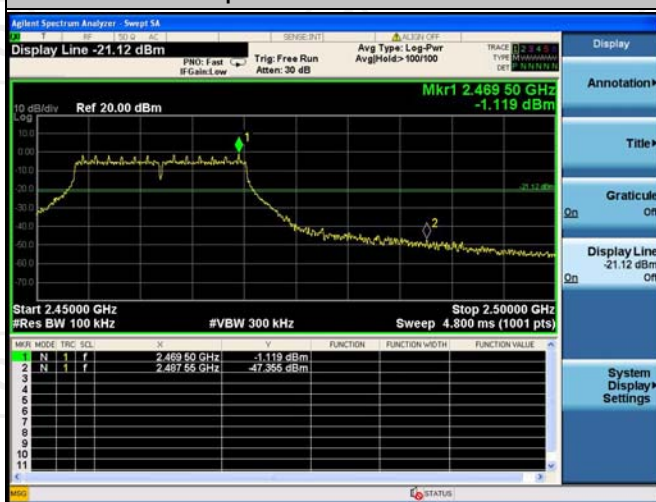 Agilent Spectrum Analyzer - Swept SA
T RF 50 Ω AC SENSE:INT ALIGN OFF
Display Line -21.12 dBm
Avg Type: Log-Pwr
TRACE 1 2 3 4 5 6
PNO: Fast Trig: Free Run Avg|Hold:> 100/100
TYPE
IFGain:Low Atten: 30 dB
DET P N N N N N
Mkr1 2.469 50 GHz
-1.119 dBm
10 dB/div Ref 20.00 dBm
Log
10.0
0.00
-10.0
-20.0
-30.0
-40.0
-50.0
-60.0
-70.0
1
-21.12 dBm
2
Start 2.45000 GHz Stop 2.50000 GHz
#Res BW 100 kHz #VBW 300 kHz Sweep 4.800 ms (1001 pts)
MKR MODE TRC SCL X Y FUNCTION FUNCTION WIDTH FUNCTION VALUE
1 N 1 f 2.469 50 GHz -1.119 dBm
2 N 1 f 2.487 55 GHz -47.355 dBm
3
4
5
6
7
8
9
10
11
MSG STATUS
Display
Annotation
Title
Graticule
On Off
Display Line
-21.12 dBm
On Off
System
Display
Settings